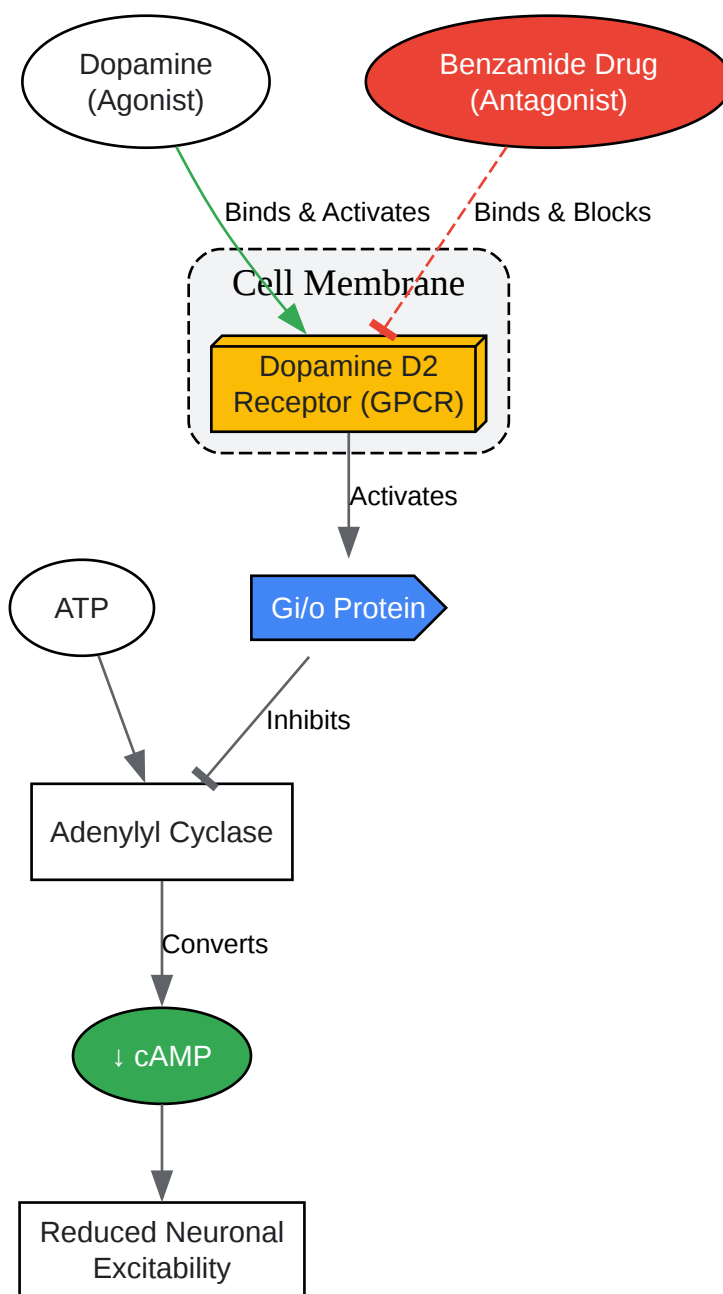 Dopamine
(Agonist)
Benzamide Drug
(Antagonist)
Binds & Activates
Binds & Blocks
Cell Membrane
Dopamine D2
Receptor (GPCR)
Activates
ATP
Gi/o Protein
Inhibits
Adenylyl Cyclase
Converts
↓ cAMP
Reduced Neuronal
Excitability